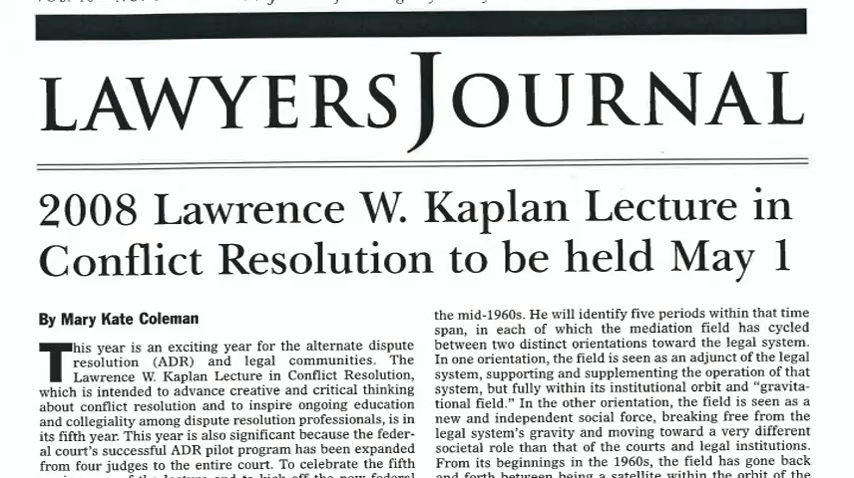 LAWYERS JOURNAL
2008 Lawrence W. Kaplan Lecture in
Conflict Resolution to be held May 1
By Mary Kate Coleman
This year is an exciting year for the alternate dispute
resolution (ADR) and legal communities. The
Lawrence W. Kaplan Lecture in Conflict Resolution,
which is intended to advance creative and critical thinking
about conflict resolution and to inspire ongoing education
and collegiality among dispute resolution professionals, is in
its fifth year. This year is also significant because the feder-
al court's successful ADR pilot program has been expanded
from four judges to the entire court. To celebrate the fifth
the mid-1960s. He will identify five periods within that time
span, in each of which the mediation field has cycled
between two distinct orientations toward the legal system.
In one orientation, the field is seen as an adjunct of the legal
system, supporting and supplementing the operation of that
system, but fully within its institutional orbit and “gravita-
tional field.” In the other orientation, the field is seen as a
new and independent social force, breaking free from the
legal system's gravity and moving toward a very different
societal role than that of the courts and legal institutions.
From its beginnings in the 1960s, the field has gone back
and forth between being a satellite within the orbit of the